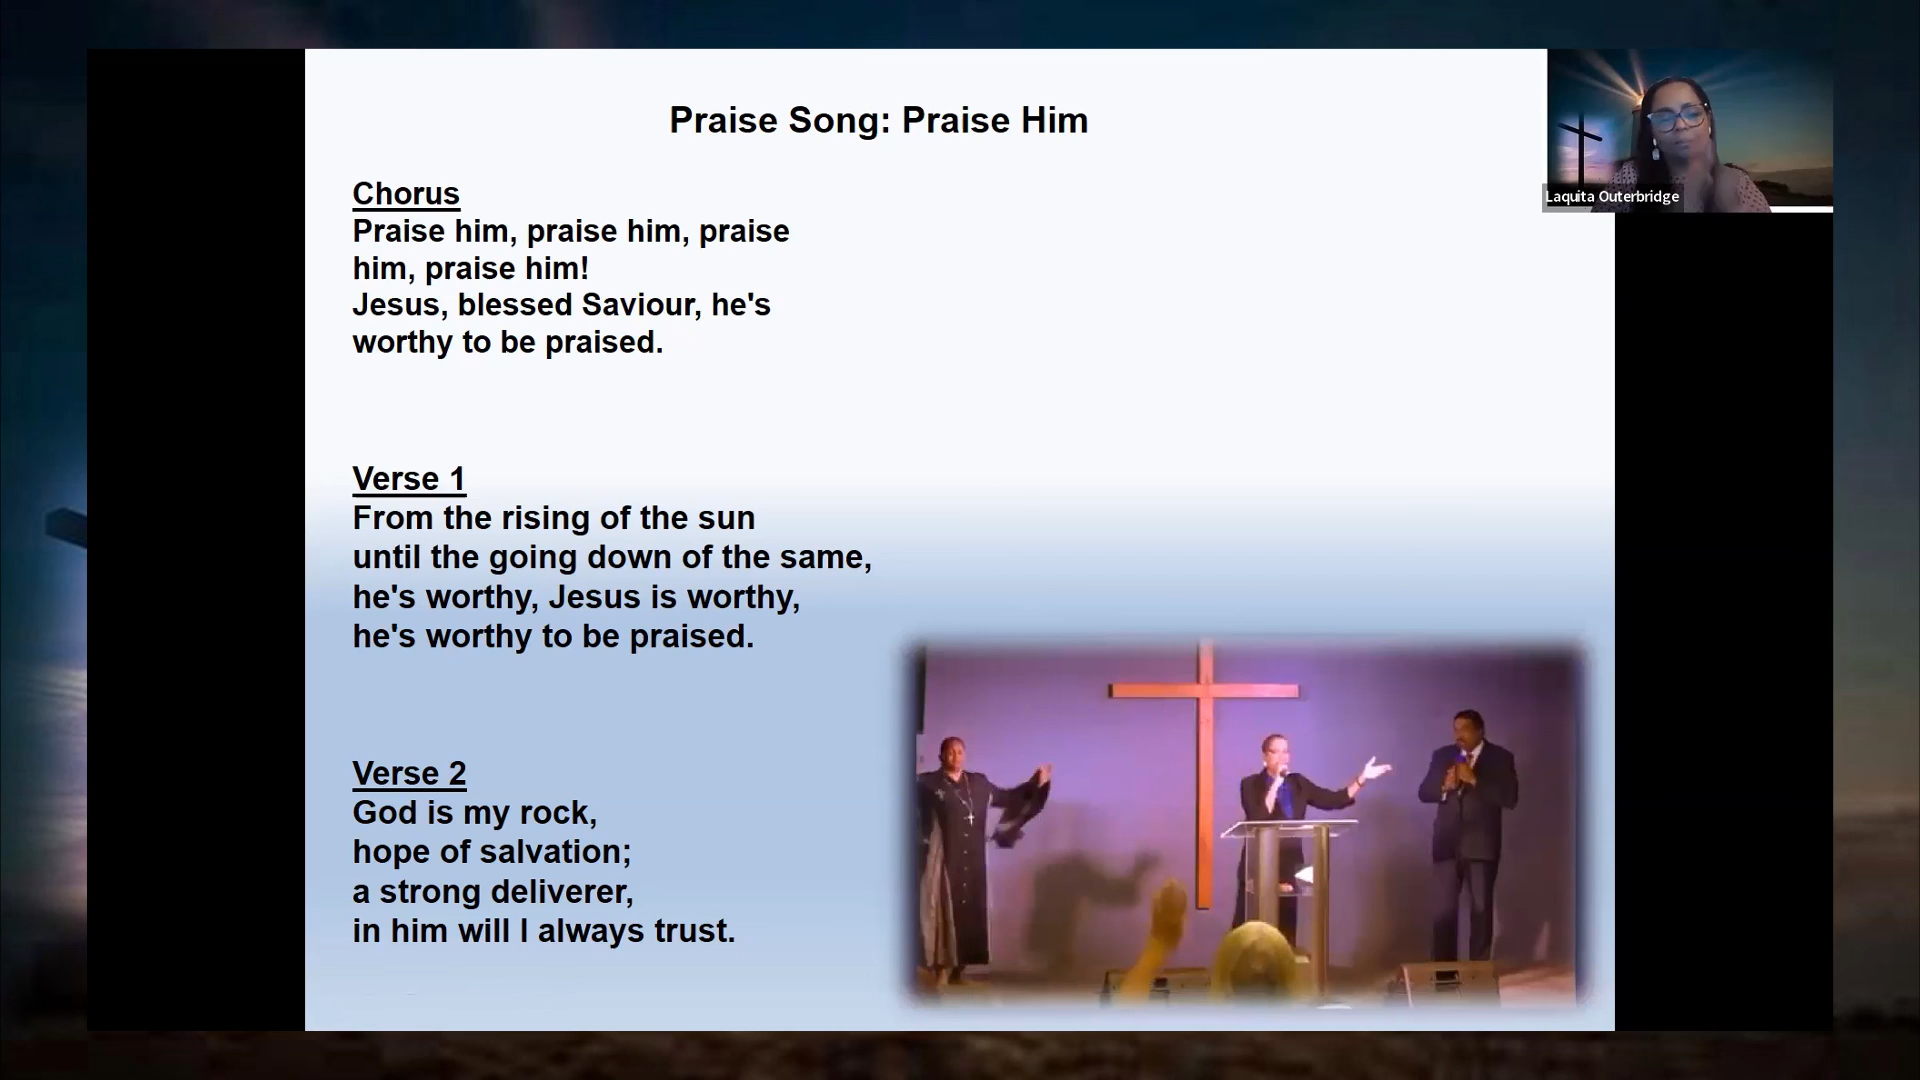 Praise Song: Praise Him
Laquita Outerbridge
Chorus
Praise him, praise him, praise
him, praise him!
Jesus, blessed Saviour, he's
worthy to be praised.
Verse 1
From the rising of the sun
until the going down of the same,
he's worthy, Jesus is worthy,
he's worthy to be praised.
Verse 2
God is my rock,
hope of salvation;
a strong deliverer,
in him will I always trust.